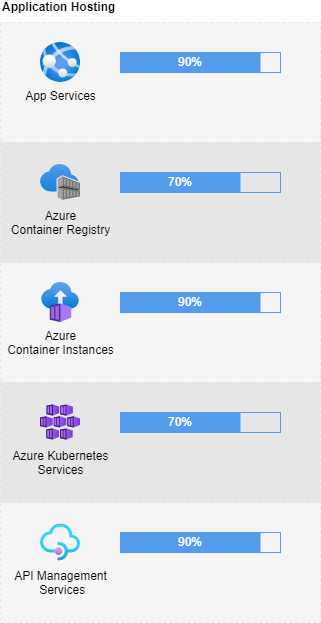 Application Hosting
90%
App Services
70%
Azure
Container Registry
90%
Azure
Container Instances
70%
Azure Kubernetes
Services
90%
API Management
Services